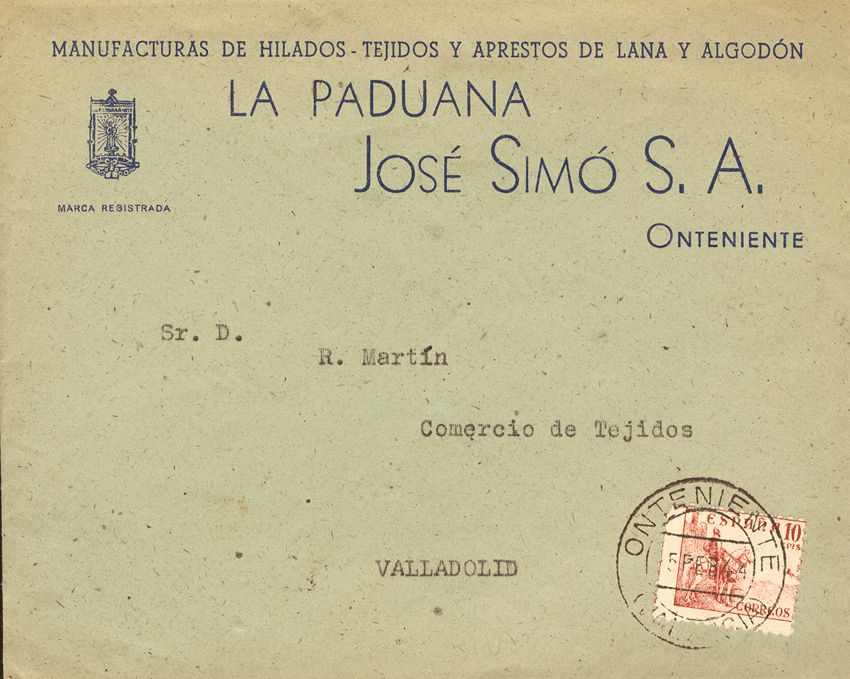 MANUFACTURAS DE HILADOS - TEJIDOS Y APRESTOS DE LANA Y ALGODÓN
LA PADUANA
JOSÉ SIMÓ S. A.
ONTENIENTE
MARCA REGISTRADA
Sr. D.
R. Martín
Comercio de Tejidos
VALLADOLID
ONTENIENTE
ESPAÑA 10
CTS
CORREOS